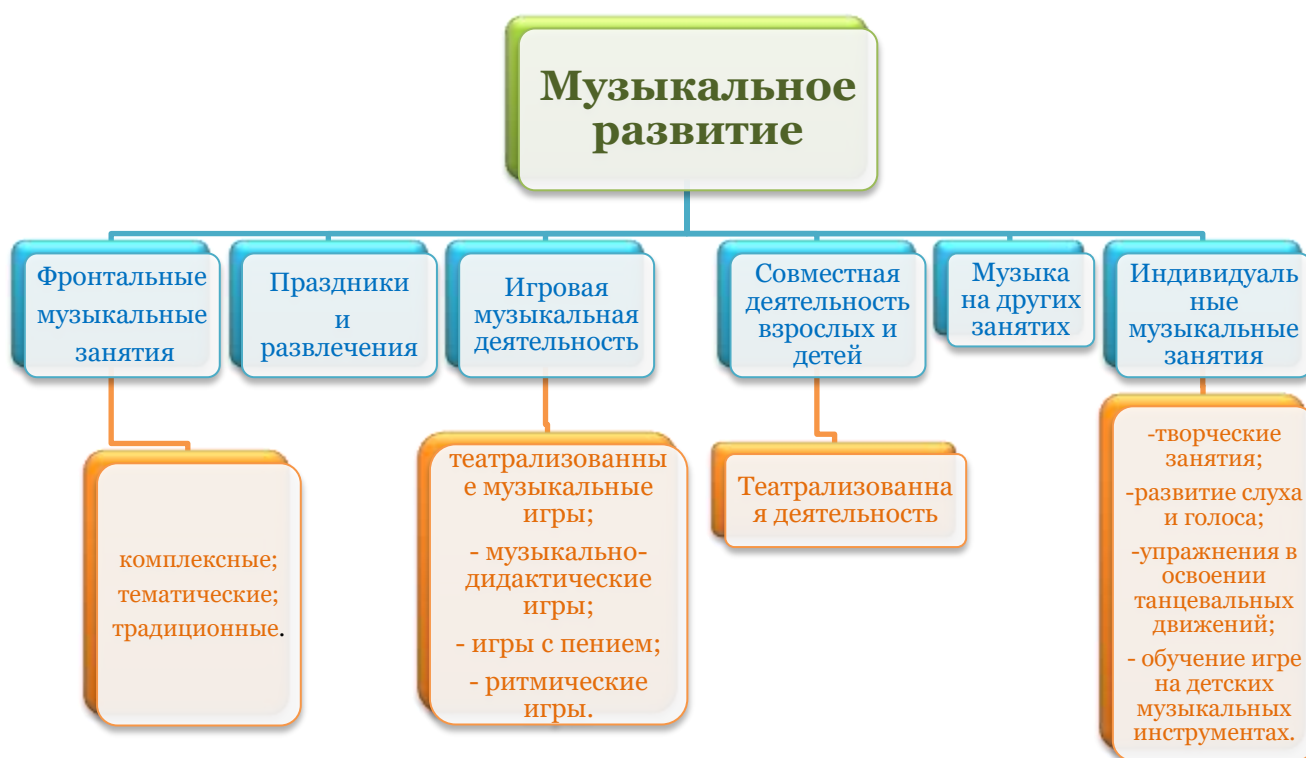 Музыкальное
развитие
Фронтальные
музыкальные
занятия
Праздники
и
развлечения
Игровая
музыкальная
деятельность
Совместная
деятельность
взрослых и
детей
Музыка
на других
занятиях
Индивидуаль
ные
музыкальные
занятия
комплексные;
тематические;
традиционные.
театрализованны
е музыкальные
игры;
- музыкально-
дидактические
игры;
- игры с пением;
- ритмические
игры.
Театрализованна
я деятельность
-творческие
занятия;
-развитие слуха
и голоса;
-упражнения в
освоении
танцевальных
движений;
- обучение игре
на детских
музыкальных
инструментах.